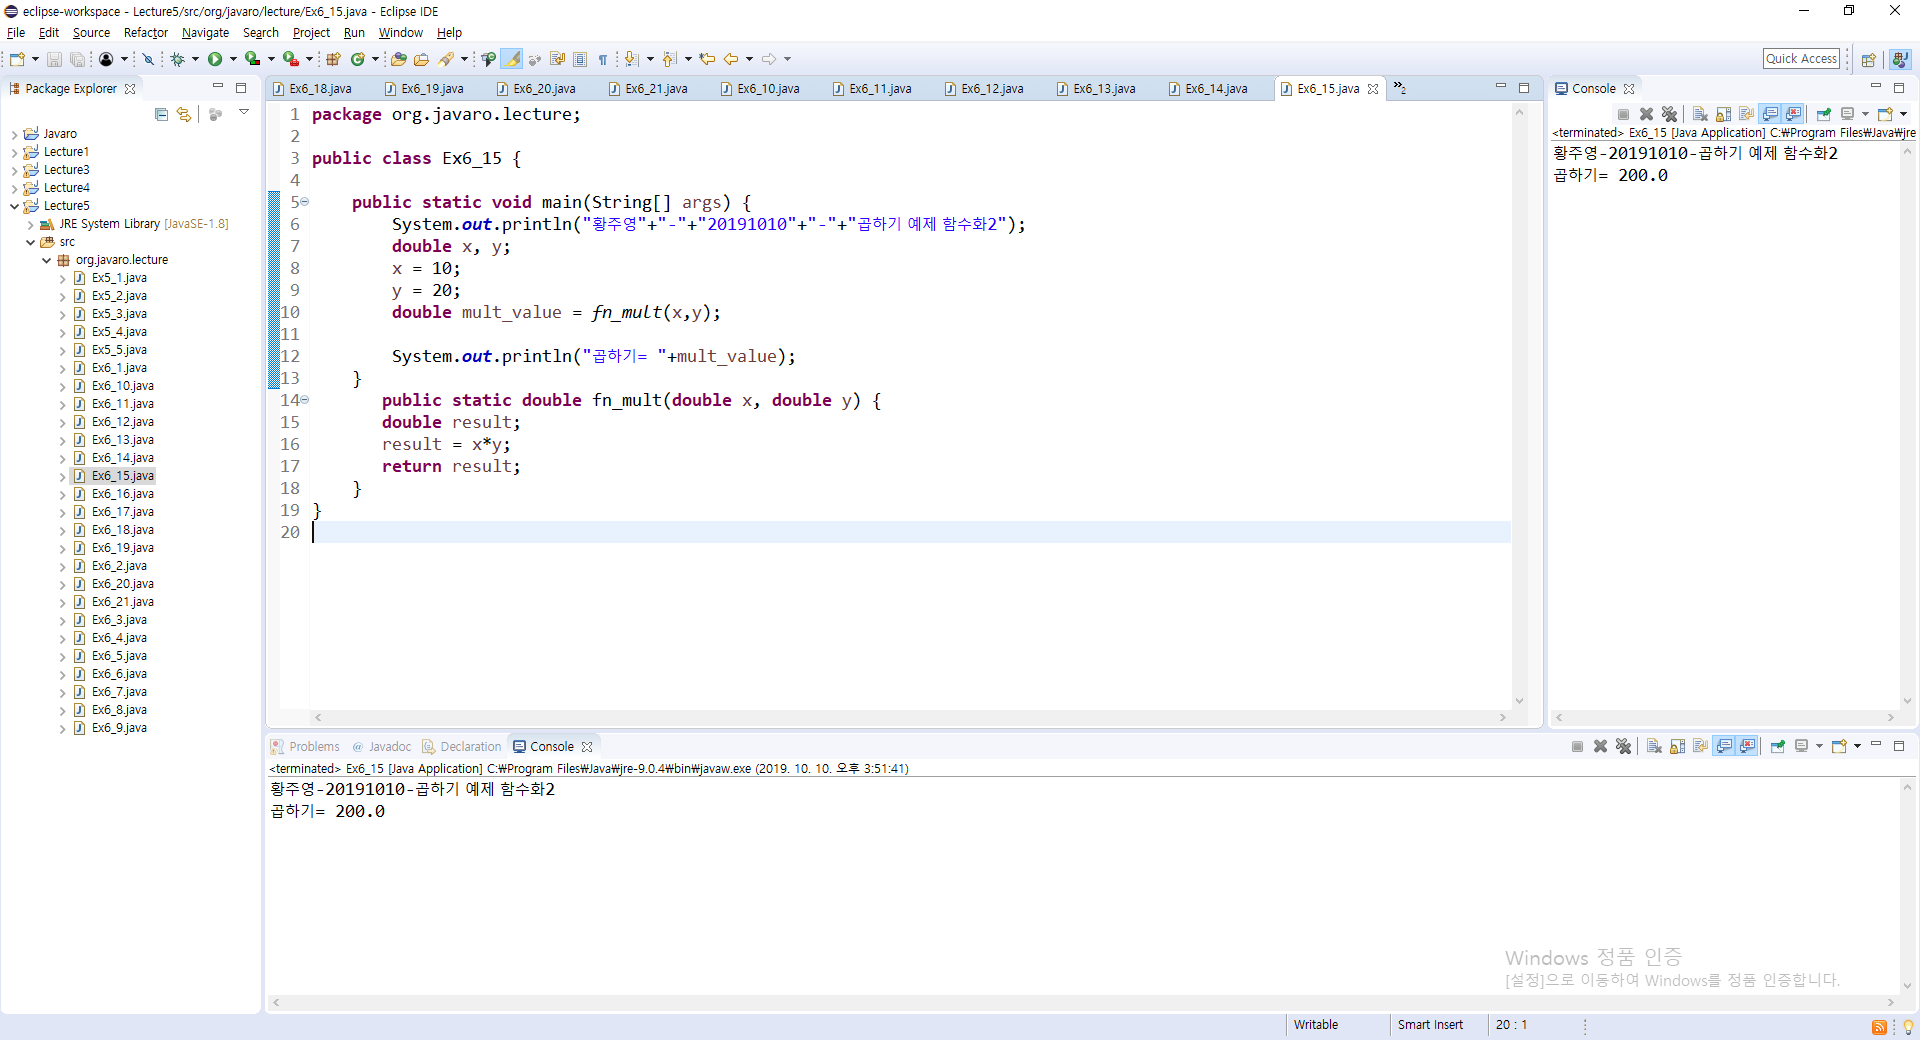 eclipse-workspace - Lecture5/src/org/javaro/lecture/Ex6_15.java - Eclipse IDE
File Edit Source Refactor Navigate Search Project Run Window Help
Quick Access
Package Explorer
Javaro
Lecture1
Lecture3
Lecture4
Lecture5
JRE System Library [JavaSE-1.8]
src
org.javaro.lecture
Ex5_1.java
Ex5_2.java
Ex5_3.java
Ex5_4.java
Ex5_5.java
Ex6_1.java
Ex6_10.java
Ex6_11.java
Ex6_12.java
Ex6_13.java
Ex6_14.java
Ex6_15.java
Ex6_16.java
Ex6_17.java
Ex6_18.java
Ex6_19.java
Ex6_2.java
Ex6_20.java
Ex6_21.java
Ex6_3.java
Ex6_4.java
Ex6_5.java
Ex6_6.java
Ex6_7.java
Ex6_8.java
Ex6_9.java
Ex6_18.java Ex6_19.java Ex6_20.java Ex6_21.java Ex6_10.java Ex6_11.java Ex6_12.java Ex6_13.java Ex6_14.java Ex6_15.java »2
1 package org.javaro.lecture;
2
3 public class Ex6_15 {
4
5 public static void main(String[] args) {
6 System.out.println("황주영"+"-"+"20191010"+"-"+"곱하기 예제 함수화2");
7 double x, y;
8 x = 10;
9 y = 20;
10 double mult_value = fn_mult(x,y);
11
12 System.out.println("곱하기= "+mult_value);
13 }
14 public static double fn_mult(double x, double y) {
15 double result;
16 result = x*y;
17 return result;
18 }
19 }
20
Console
<terminated> Ex6_15 [Java Application] C:₩Program Files₩Java₩jre
황주영-20191010-곱하기 예제 함수화2
곱하기= 200.0
Problems @ Javadoc Declaration Console
<terminated> Ex6_15 [Java Application] C:₩Program Files₩Java₩jre-9.0.4₩bin₩javaw.exe (2019. 10. 10. 오후 3:51:41)
황주영-20191010-곱하기 예제 함수화2
곱하기= 200.0
Windows 정품 인증
[설정]으로 이동하여 Windows를 정품 인증합니다.
Writable Smart Insert 20 : 1